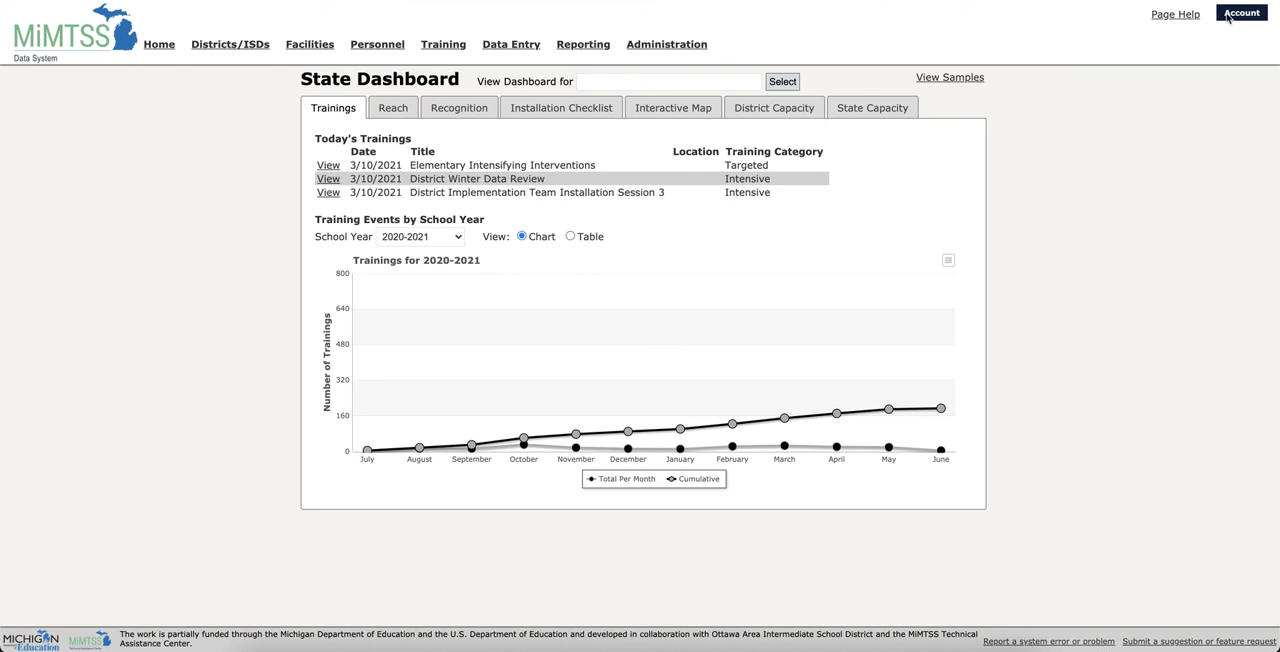 MiMTSS
Data System
Page Help
Account
Home Districts/ISDs Facilities Personnel Training Data Entry Reporting Administration
State Dashboard View Dashboard for Select View Samples
Trainings Reach Recognition Installation Checklist Interactive Map District Capacity State Capacity
Today's Trainings
Date Title Location Training Category
View 3/10/2021 Elementary Intensifying Interventions Targeted
View 3/10/2021 District Winter Data Review Intensive
View 3/10/2021 District Implementation Team Installation Session 3 Intensive
Training Events by School Year
School Year 2020-2021 View: Chart Table
Trainings for 2020-2021
800
640
480
320
160
0
Number of Trainings
July August September October November December January February March April May June
Total Per Month Cumulative
MICHIGAN
Education
MiMTSS
The work is partially funded through the Michigan Department of Education and the U.S. Department of Education and developed in collaboration with Ottawa Area Intermediate School District and the MiMTSS Technical
Assistance Center.
Report a system error or problem Submit a suggestion or feature request